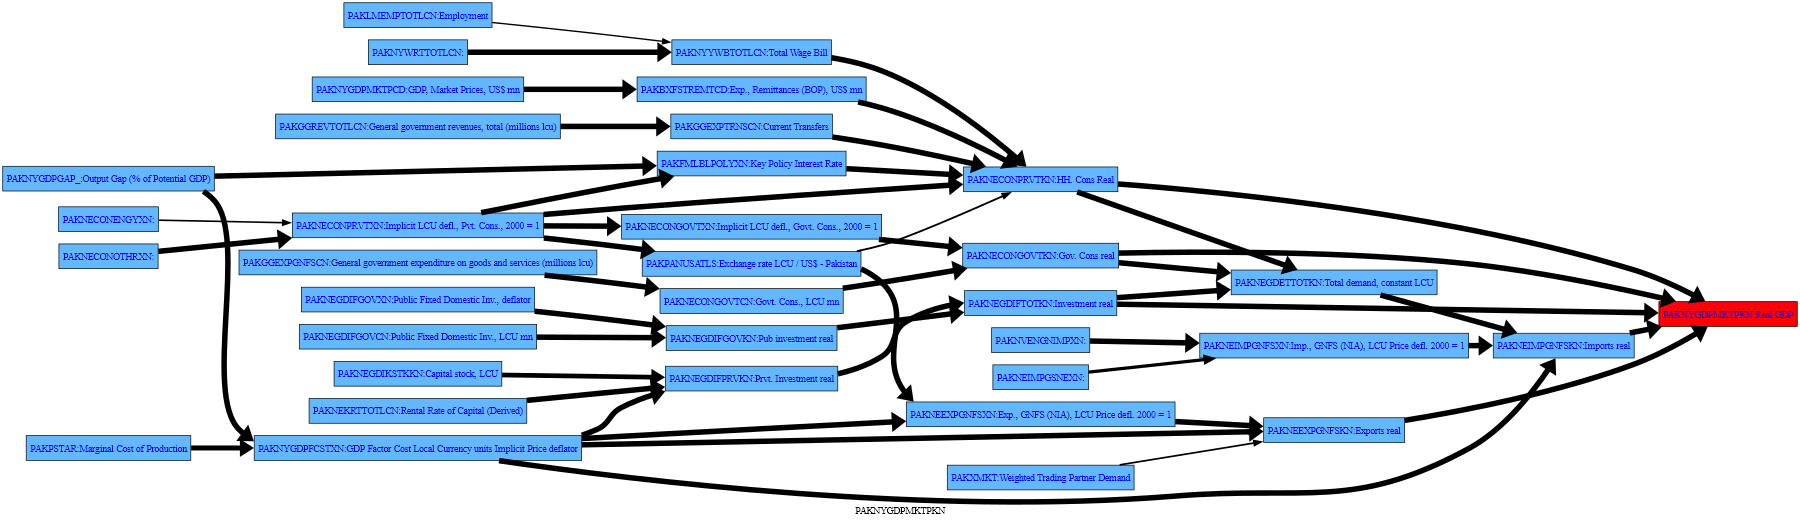 PAKLMEMPTOTLCN:Employment
PAKNYWRTTOTLCN:
PAKNYYWBTOTLCN:Total Wage Bill
PAKNYGDPMKTPCD:GDP, Market Prices, US$ mn
PAKBXFSTREMTCD:Exp., Remittances (BOP), US$ mn
PAKGGREVTOTLCN:General government revenues, total (millions lcu)
PAKGGEXPTRNSCN:Current Transfers
PAKNYGDPGAP_:Output Gap (% of Potential GDP)
PAKFMLBLPOLYXN:Key Policy Interest Rate
PAKNECONPRVTKN:HH. Cons Real
PAKNECONENGYXN:
PAKNECONPRVTXN:Implicit LCU defl., Pvt. Cons., 2000 = 1
PAKNECONGOVTXN:Implicit LCU defl., Govt. Cons., 2000 = 1
PAKNECONOTHRXN:
PAKGGEXPGNFSCN:General government expenditure on goods and services (millions lcu)
PAKPANUSATLS:Exchange rate LCU / US$ - Pakistan
PAKNECONGOVTKN:Gov. Cons real
PAKNEGDETTOTKN:Total demand, constant LCU
PAKNEGDIFGOVXN:Public Fixed Domestic Inv., deflator
PAKNECONGOVTCN:Govt. Cons., LCU mn
PAKNEGDIFTOTKN:Investment real
PAKNYGDPMKTPKN:Real GDP
PAKNEGDIFGOVCN:Public Fixed Domestic Inv., LCU mn
PAKNEGDIFGOVKN:Pub investment real
PAKNVENGNIMPXN:
PAKNEIMPGNFSXN:Imp., GNFS (NIA), LCU Price defl. 2000 = 1
PAKNEIMPGNFSKN:Imports real
PAKNEGDIKSTKKN:Capital stock, LCU
PAKNEGDIFPRVKN:Prvt. Investment real
PAKNEIMPGSNEXN:
PAKNEKRTTOTLCN:Rental Rate of Capital (Derived)
PAKNEEXPGNFSXN:Exp., GNFS (NIA), LCU Price defl. 2000 = 1
PAKNEEXPGNFSKN:Exports real
PAKPSTAR:Marginal Cost of Production
PAKNYGDPFCSTXN:GDP Factor Cost Local Currency units Implicit Price deflator
PAKXMKT:Weighted Trading Partner Demand
PAKNYGDPMKTPKN